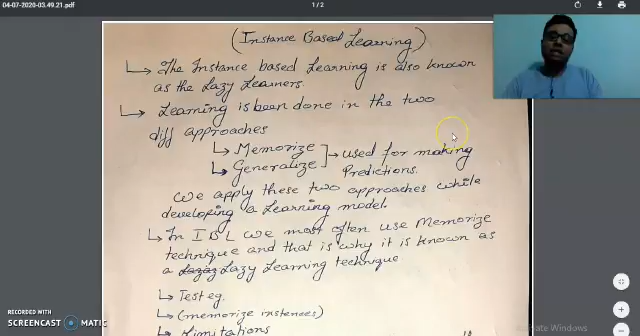 04-07-2020-03.49.21.pdf
1 / 2
(Instance Based Learning)
↳ The Instance based Learning is also known
as the Lazy Learners.
↳ Learning is been done in the two
diff approaches
↳ Memorize
↳ Generalize → used for making
Predictions.
We apply these two approaches while
developing a Learning model.
↳ In IBL we most often use Memorize
technique and that is why it is known as
a Lazy Learning technique
↳ Test eg.
↳ (memorize instances)
↳ Limitations
RECORDED WITH
SCREENCAST MATIC
ate Windows